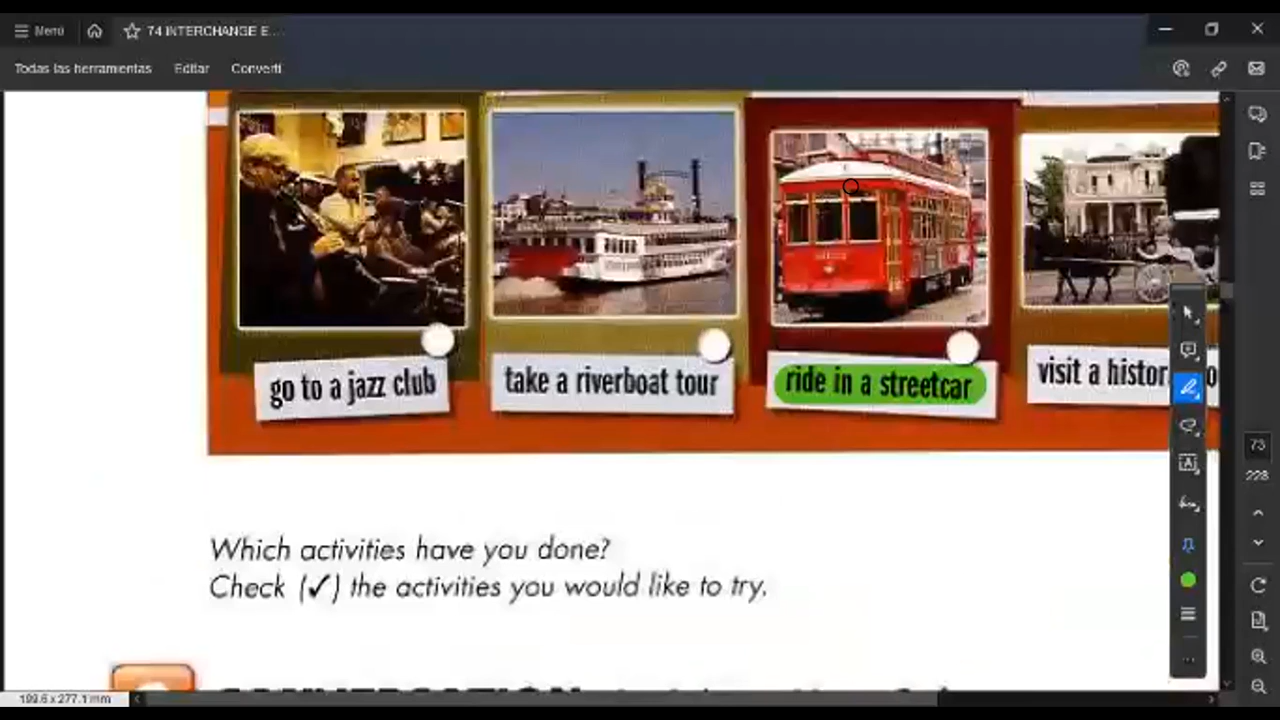 Menú
74 INTERCHANGE E...
Todas las herramientas Editar Converti
go to a jazz club
take a riverboat tour
ride in a streetcar
visit a histor
Which activities have you done?
Check (✓) the activities you would like to try.
73
228
199.6 x 277.1 mm